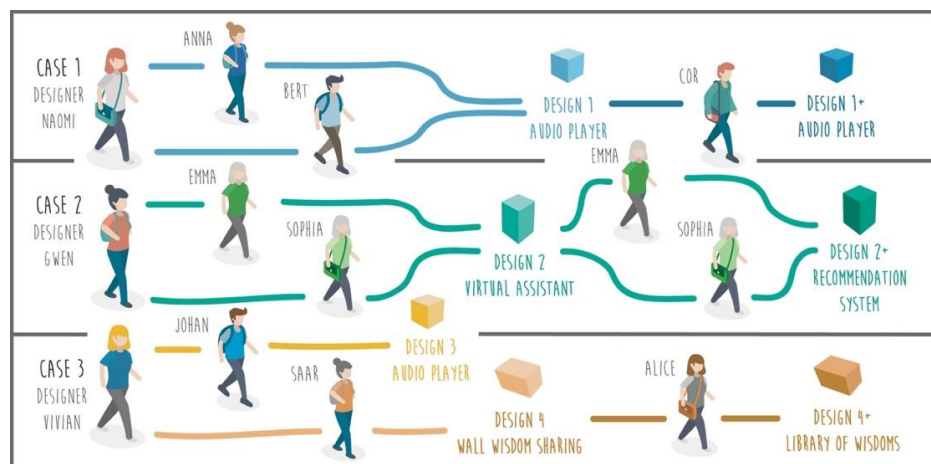 CASE 1
DESIGNER
NAOMI
ANNA
BERT
DESIGN 1
AUDIO PLAYER
COR
DESIGN 1+
AUDIO PLAYER
CASE 2
DESIGNER
GWEN
EMMA
SOPHIA
DESIGN 2
VIRTUAL ASSISTANT
EMMA
SOPHIA
DESIGN 2+
RECOMMENDATION
SYSTEM
CASE 3
DESIGNER
VIVIAN
JOHAN
DESIGN 3
AUDIO PLAYER
SAAR
DESIGN 4
WALL WISDOM SHARING
ALICE
DESIGN 4+
LIBRARY OF WISDOMS